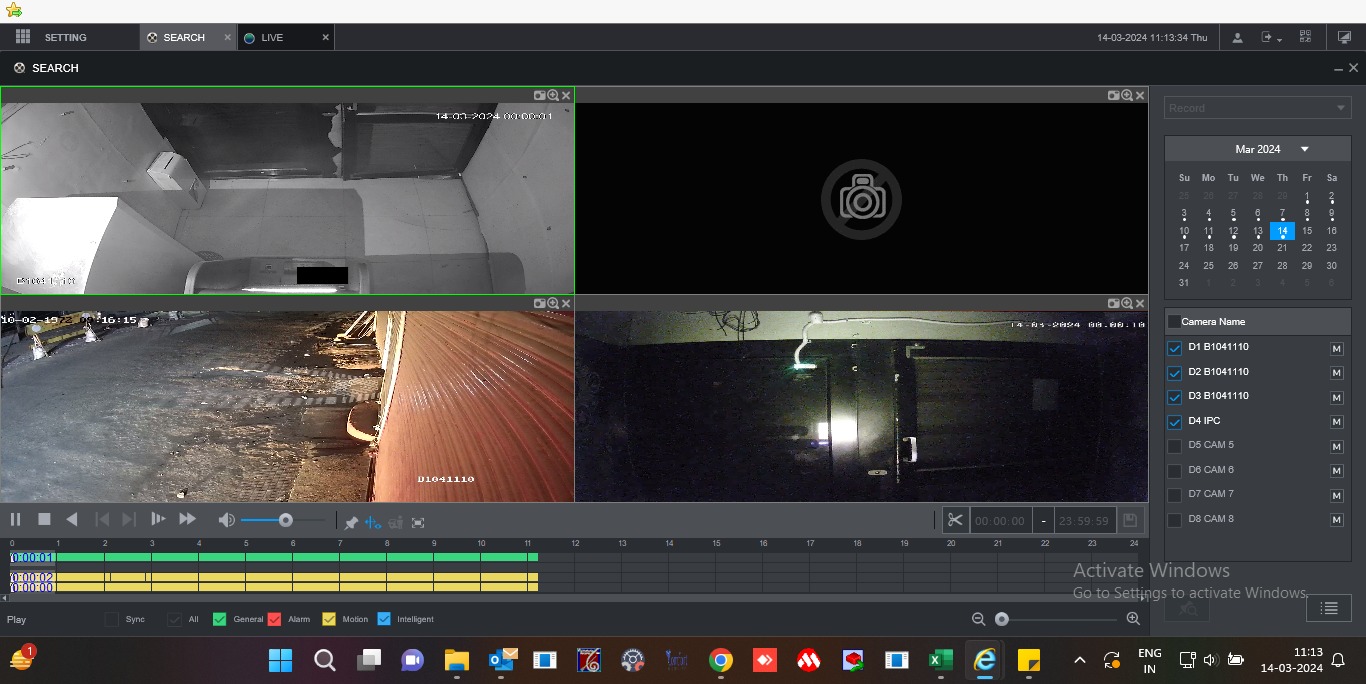 SETTING
SEARCH
LIVE
14-03-2024 11:13:34 Thu
SEARCH
14-03-2024 00:00:01
10-02-19
:16:15
D1041110
14-03-2024 00:00:10
Record
Mar 2024
Su Mo Tu We Th Fr Sa
25 26 27 28 29 1 2
3 4 5 6 7 8 9
10 11 12 13 14 15 16
17 18 19 20 21 22 23
24 25 26 27 28 29 30
31 1 2 3 4 5 6
Camera Name
D1 B1041110 M
D2 B1041110 M
D3 B1041110 M
D4 IPC M
D5 CAM 5 M
D6 CAM 6 M
D7 CAM 7 M
D8 CAM 8 M
00:00:00 - 23:59:59
0 1 2 3 4 5 6 7 8 9 10 11 12 13 14 15 16 17 18 19 20 21 22 23 24
0:00:01
0:00:02
0:00:00
Activate Windows
Go to Settings to activate Windows.
Play
Sync
All
General
Alarm
Motion
Intelligent
1
ENG
IN
11:13
14-03-2024